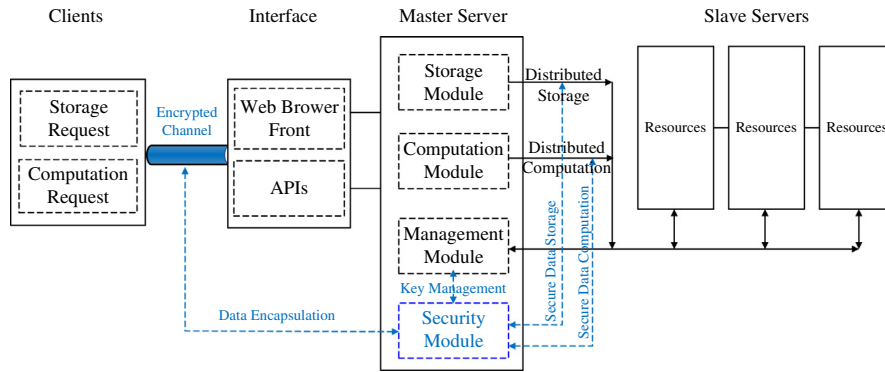 Clients
Interface
Master Server
Slave Servers
Storage
Request
Computation
Request
Encrypted
Channel
Web Brower
Front
APIs
Storage
Module
Computation
Module
Management
Module
Key Management
Security
Module
Data Encapsulation
Distributed
Storage
Distributed
Computation
Secure Data Storage
Secure Data Computation
Resources
Resources
Resources